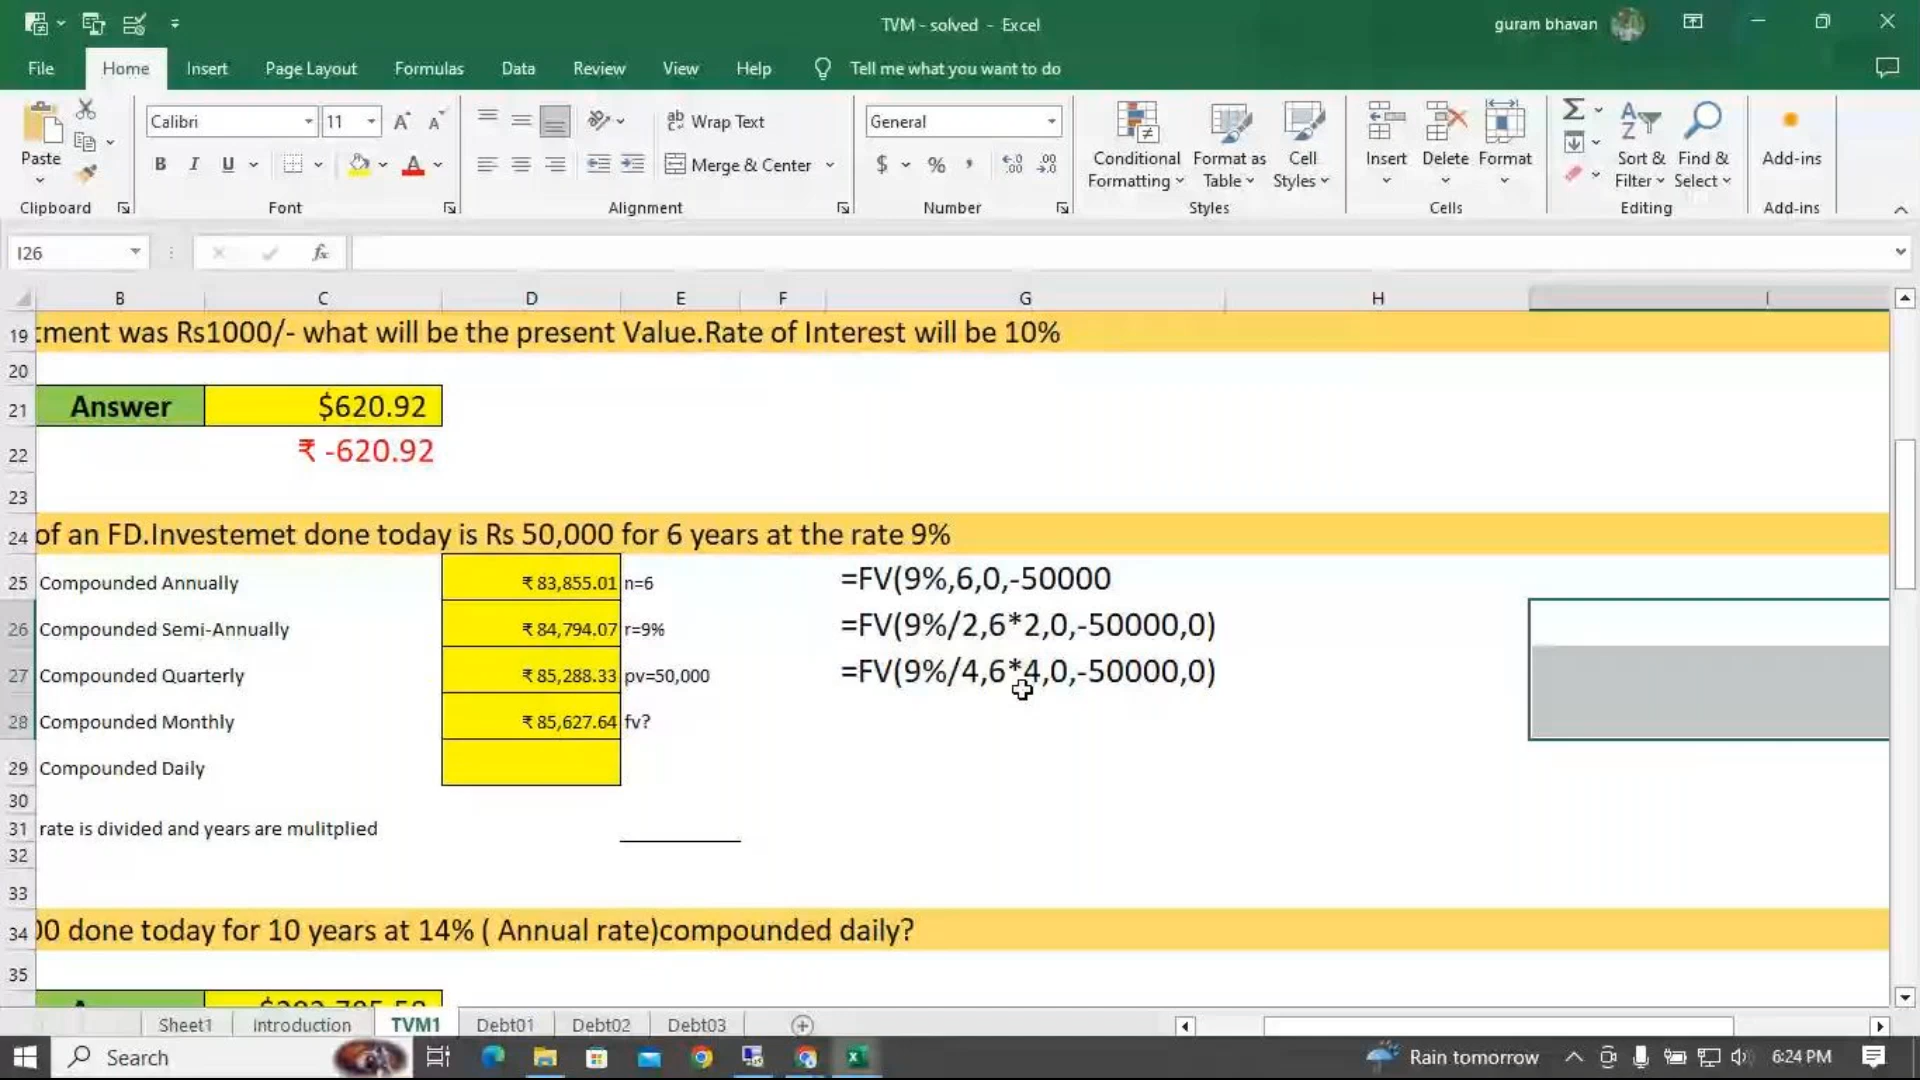 TVM - solved - Excel
guram bhavan
File Home Insert Page Layout Formulas Data Review View Help Tell me what you want to do
Paste
Clipboard
Calibri 11
B I U
Font
Wrap Text
Merge & Center
Alignment
General
$ % ,
Number
Conditional Formatting
Format as Table
Cell Styles
Styles
Insert Delete Format
Cells
Sort & Filter
Find & Select
Editing
Add-ins
Add-ins
I26 fx
B C D E F G H I
19 tment was Rs1000/- what will be the present Value.Rate of Interest will be 10%
20
21 Answer $620.92
22 ₹ -620.92
23
24 of an FD.Investemet done today is Rs 50,000 for 6 years at the rate 9%
25 Compounded Annually ₹ 83,855.01 n=6 =FV(9%,6,0,-50000
26 Compounded Semi-Annually ₹ 84,794.07 r=9% =FV(9%/2,6*2,0,-50000,0)
27 Compounded Quarterly ₹ 85,288.33 pv=50,000 =FV(9%/4,6*4,0,-50000,0)
28 Compounded Monthly ₹ 85,627.64 fv?
29 Compounded Daily
30
31 rate is divided and years are mulitplied
32
33
34 00 done today for 10 years at 14% ( Annual rate)compounded daily?
35
Sheet1 Introduction TVM1 Debt01 Debt02 Debt03
Search
Rain tomorrow
6:24 PM